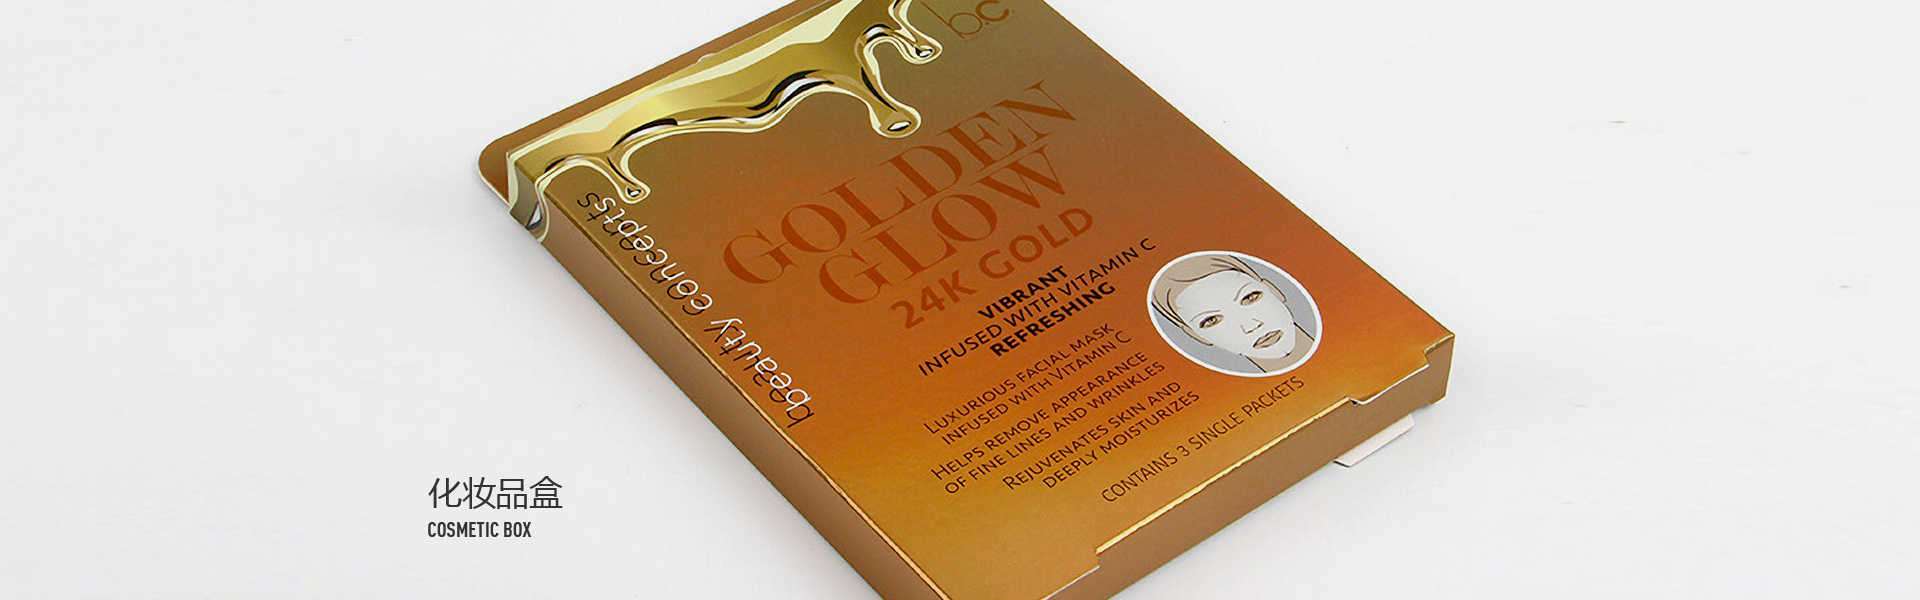 b.c
GOLDEN
GLOW
24K GOLD
VIBRANT
INFUSED WITH VITAMIN C
REFRESHING
LUXURIOUS FACIAL MASK
INFUSED WITH VITAMIN C
HELPS REMOVE APPEARANCE
OF FINE LINES AND WRINKLES
REJUVENATES SKIN AND
DEEPLY MOISTURIZES
CONTAINS 3 SINGLE PACKETS
beauty concepts
化妆品盒
COSMETIC BOX